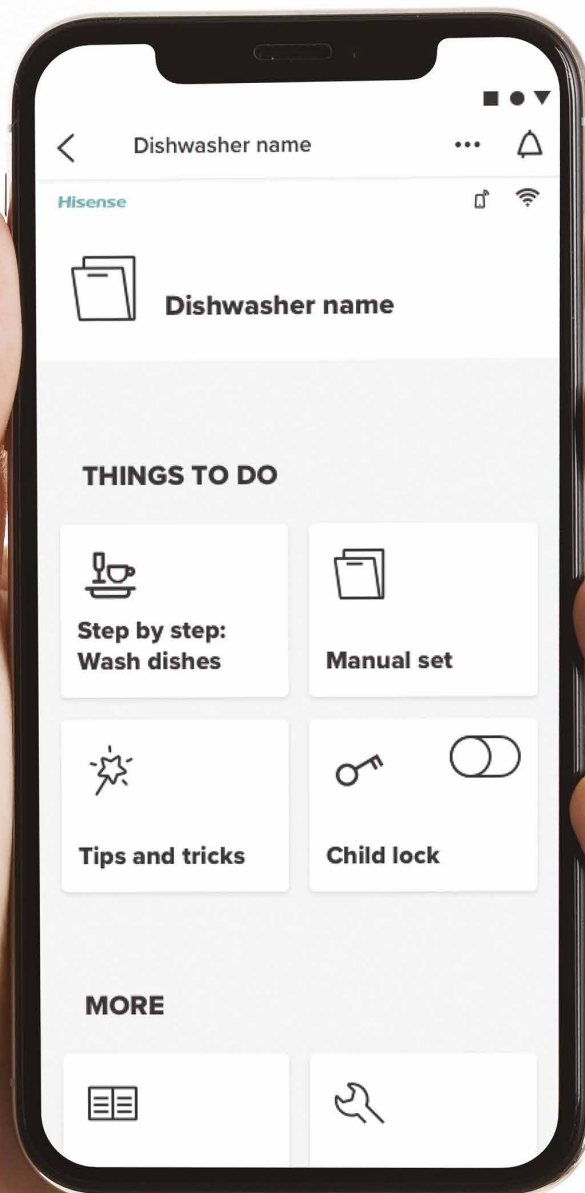 Dishwasher name
Hisense
Dishwasher name
THINGS TO DO
Step by step:
Wash dishes
Manual set
Tips and tricks
Child lock
MORE